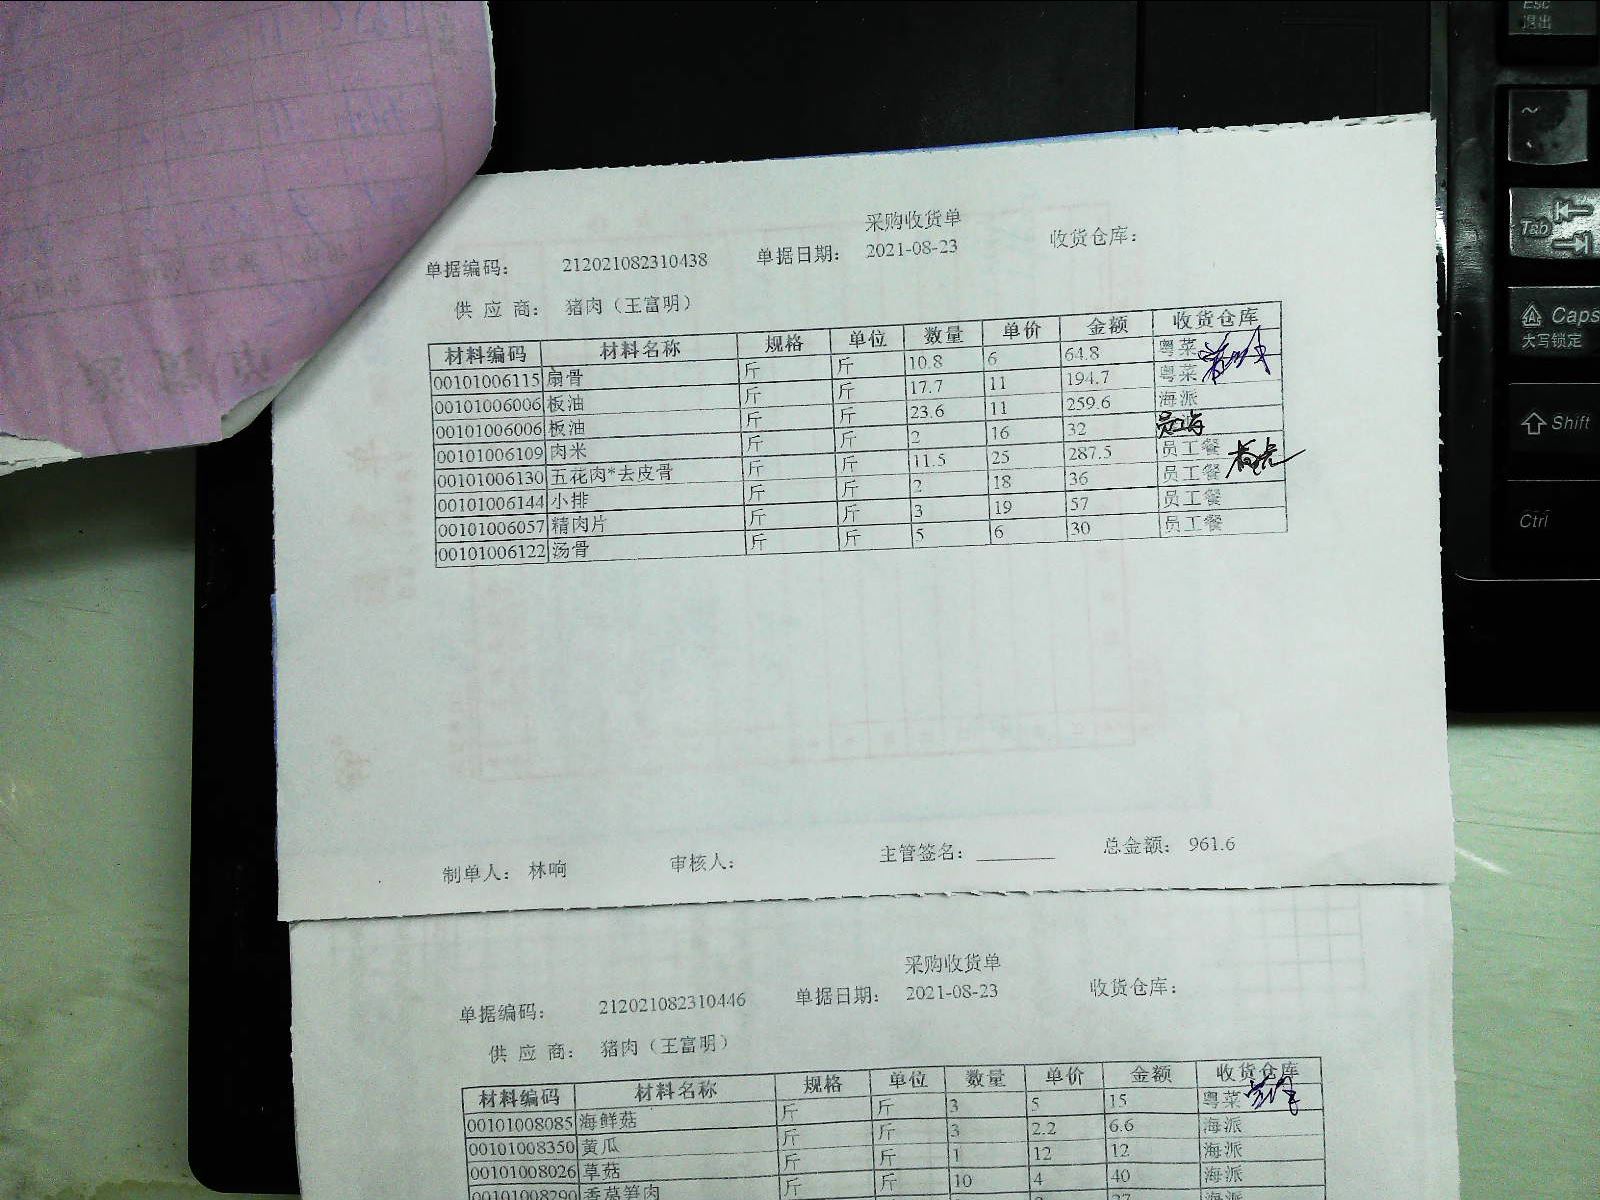 Esc
退出
~
Tab
Caps
大写锁定
Shift
Ctrl
采购收货单
单据编码： 212021082310438 单据日期： 2021-08-23 收货仓库：
供 应 商： 猪肉（王富明）
材料编码 材料名称 规格 单位 数量 单价 金额 收货仓库
00101006115 扇骨 斤 斤 10.8 6 64.8 粤菜
00101006006 板油 斤 斤 17.7 11 194.7 粤菜
00101006006 板油 斤 斤 23.6 11 259.6 海派
00101006109 肉米 斤 斤 2 16 32
00101006130 五花肉*去皮骨 斤 斤 11.5 25 287.5 员工餐
00101006144 小排 斤 斤 2 18 36 员工餐
00101006057 精肉片 斤 斤 3 19 57 员工餐
00101006122 汤骨 斤 斤 5 6 30 员工餐
制单人： 林响 审核人： 主管签名： 总金额： 961.6
采购收货单
单据编码： 212021082310446 单据日期： 2021-08-23 收货仓库：
供 应 商： 猪肉（王富明）
材料编码 材料名称 规格 单位 数量 单价 金额 收货仓库
00101008085 海鲜菇 斤 斤 3 5 15 粤菜
00101008350 黄瓜 斤 斤 3 2.2 6.6 海派
00101008026 草菇 斤 斤 1 12 12 海派
00101008290 香菇笋肉 斤 斤 10 4 40 海派